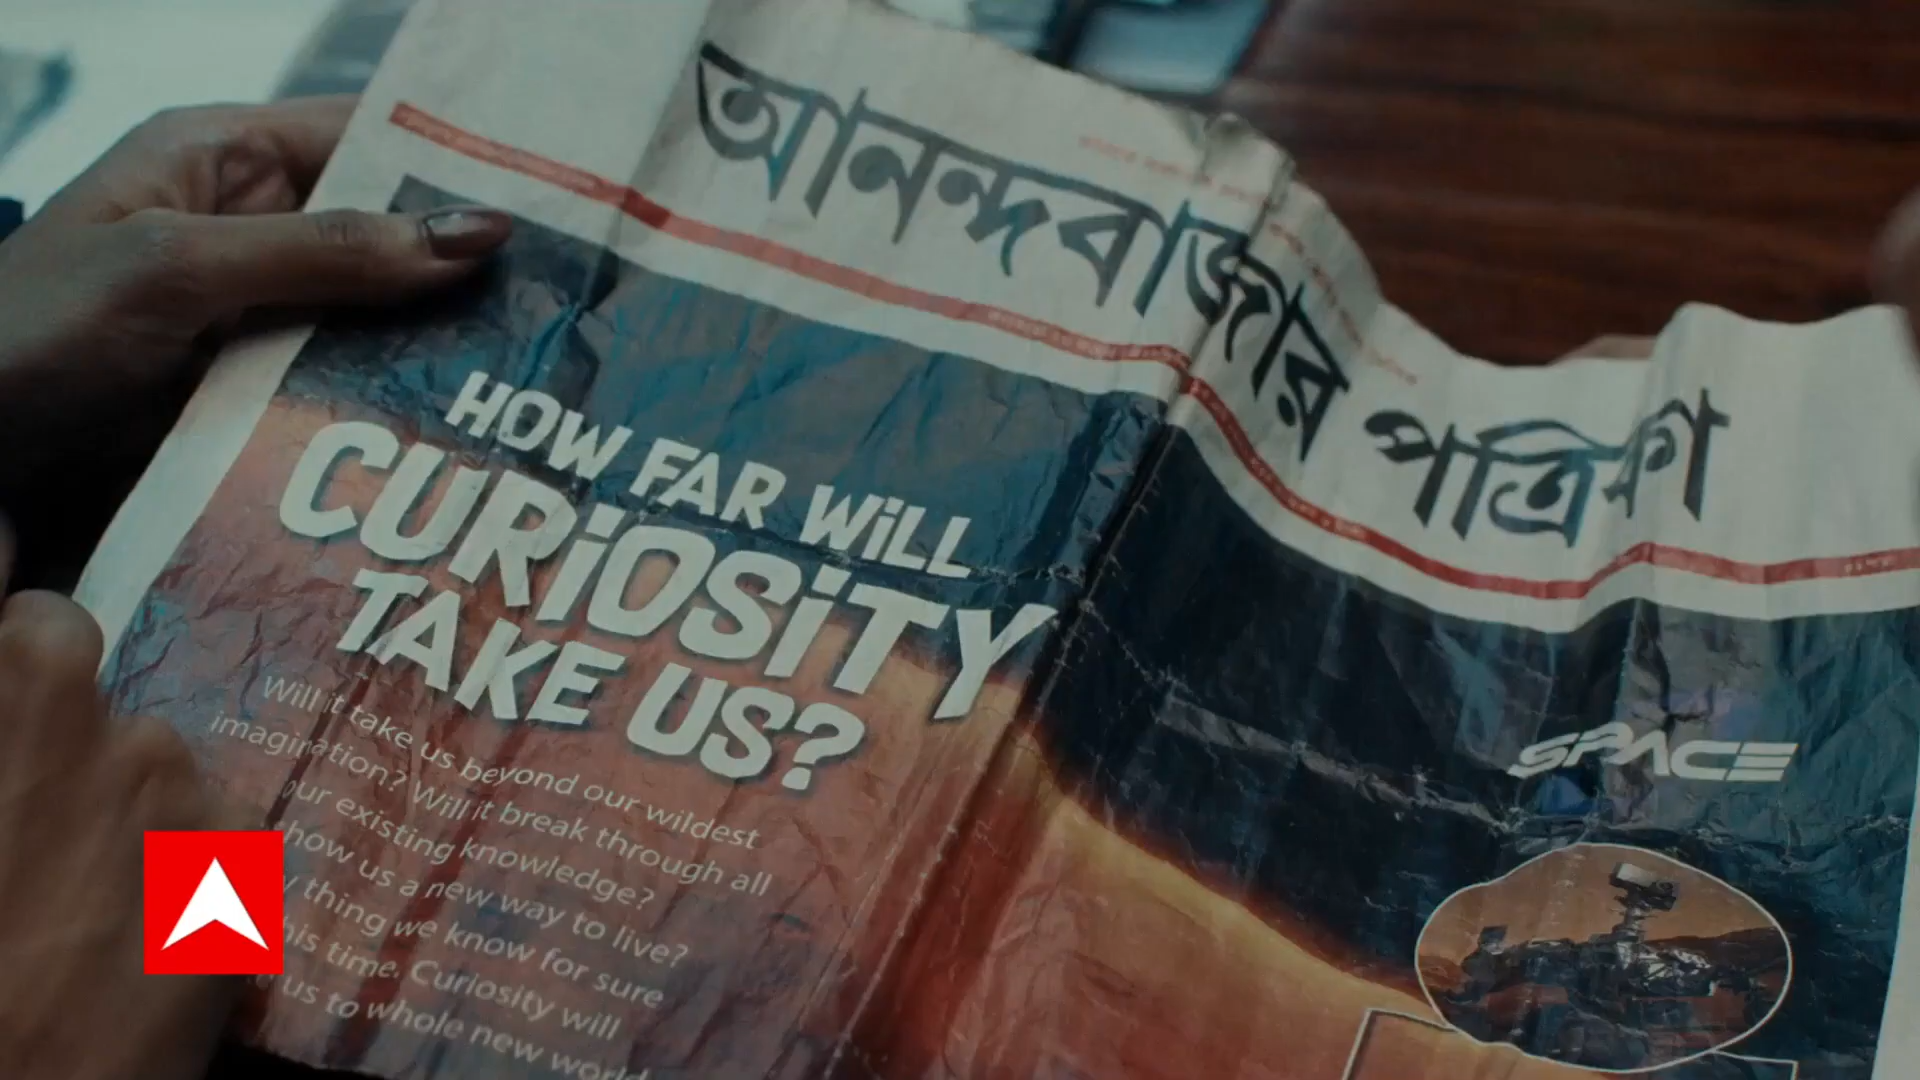 আনন্দবাজার পত্রিকা
HOW FAR WiLL
CURiOSiTY
TAKE US?
Will it take us beyond our wildest
imagination? Will it break through all
our existing knowledge?
how us a new way to live?
thing we know for sure
his time. Curiosity will
us to whole new world
SPACE